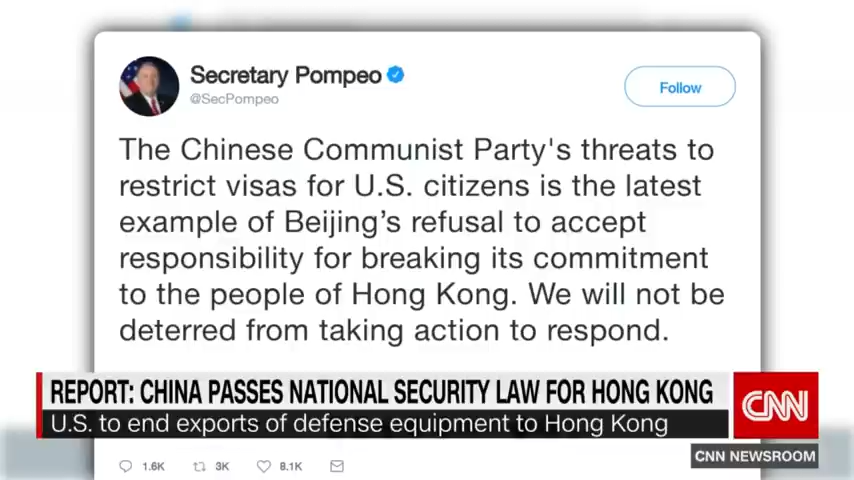 Secretary Pompeo
@SecPompeo
Follow
The Chinese Communist Party's threats to
restrict visas for U.S. citizens is the latest
example of Beijing’s refusal to accept
responsibility for breaking its commitment
to the people of Hong Kong. We will not be
deterred from taking action to respond.
REPORT: CHINA PASSES NATIONAL SECURITY LAW FOR HONG KONG
U.S. to end exports of defense equipment to Hong Kong
CNN
CNN NEWSROOM
1.6K 3K 8.1K